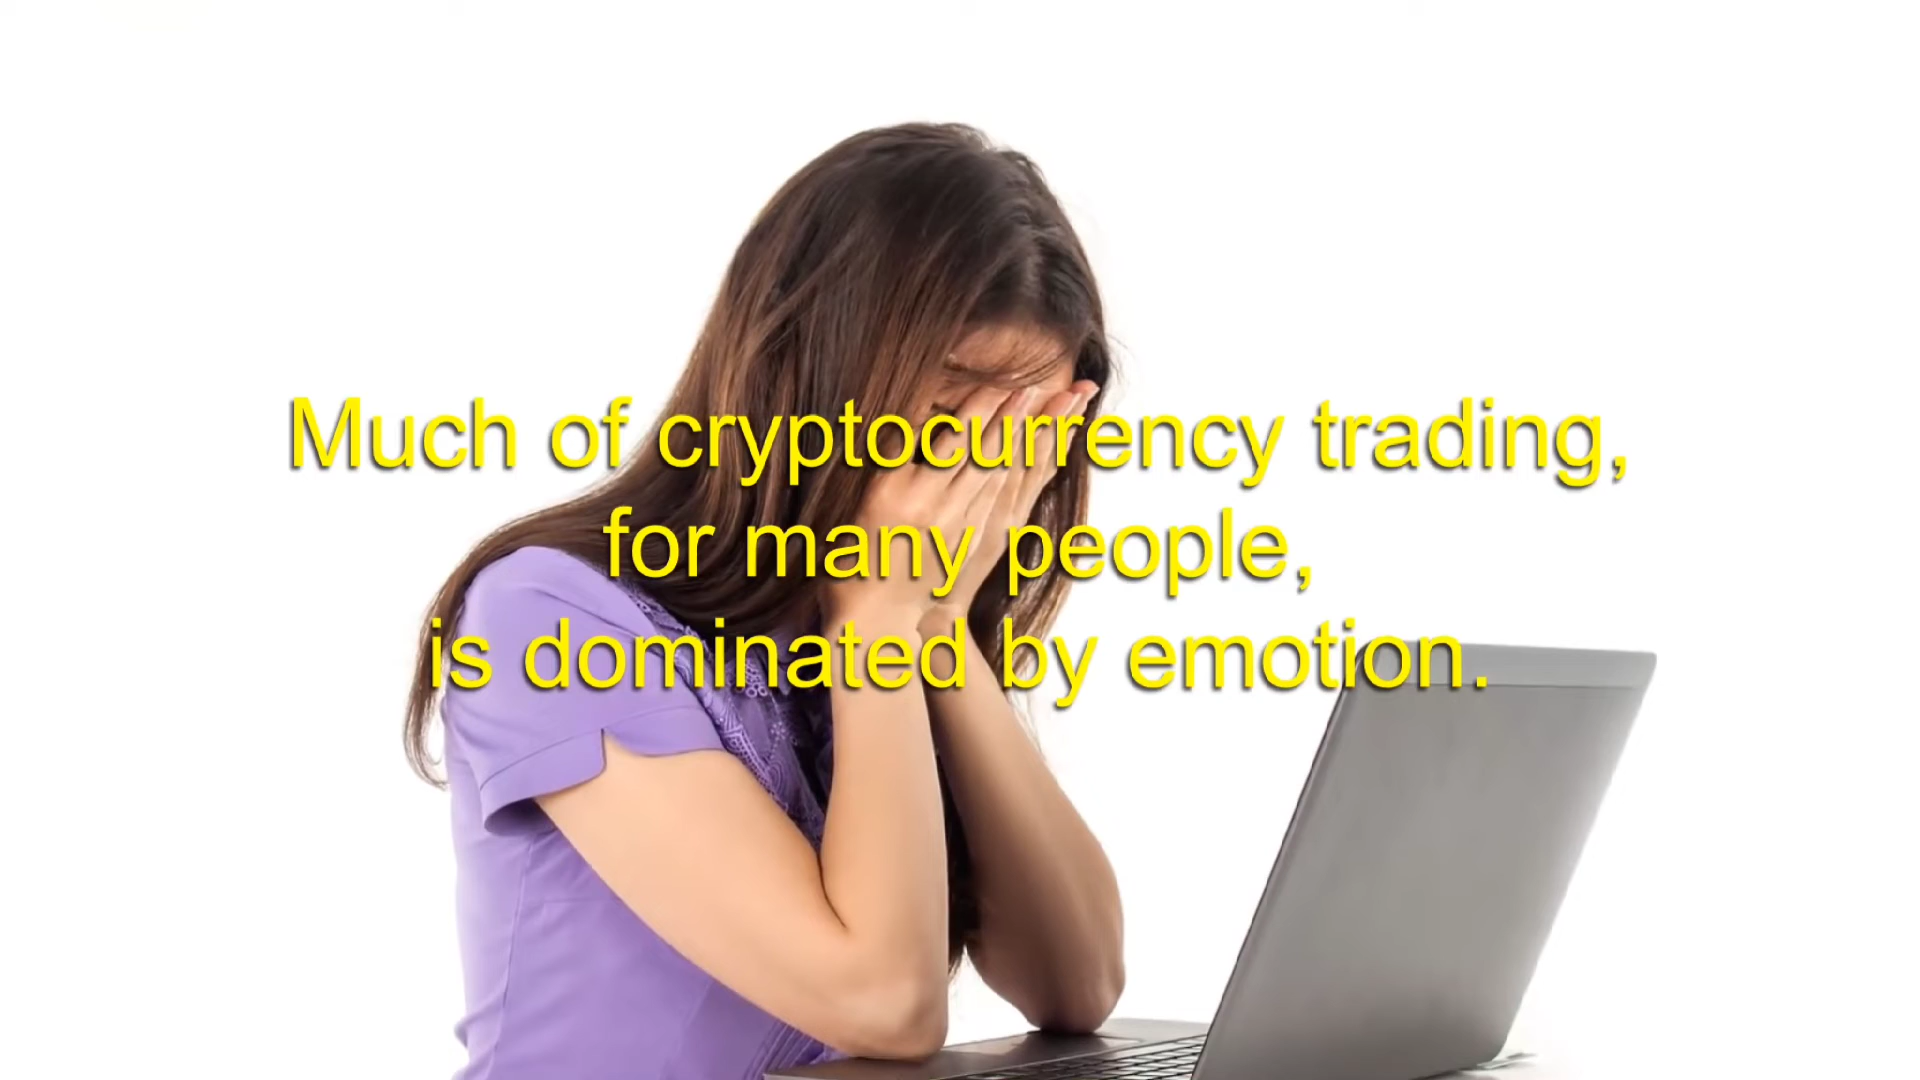 Much of cryptocurrency trading,
for many people,
is dominated by emotion.